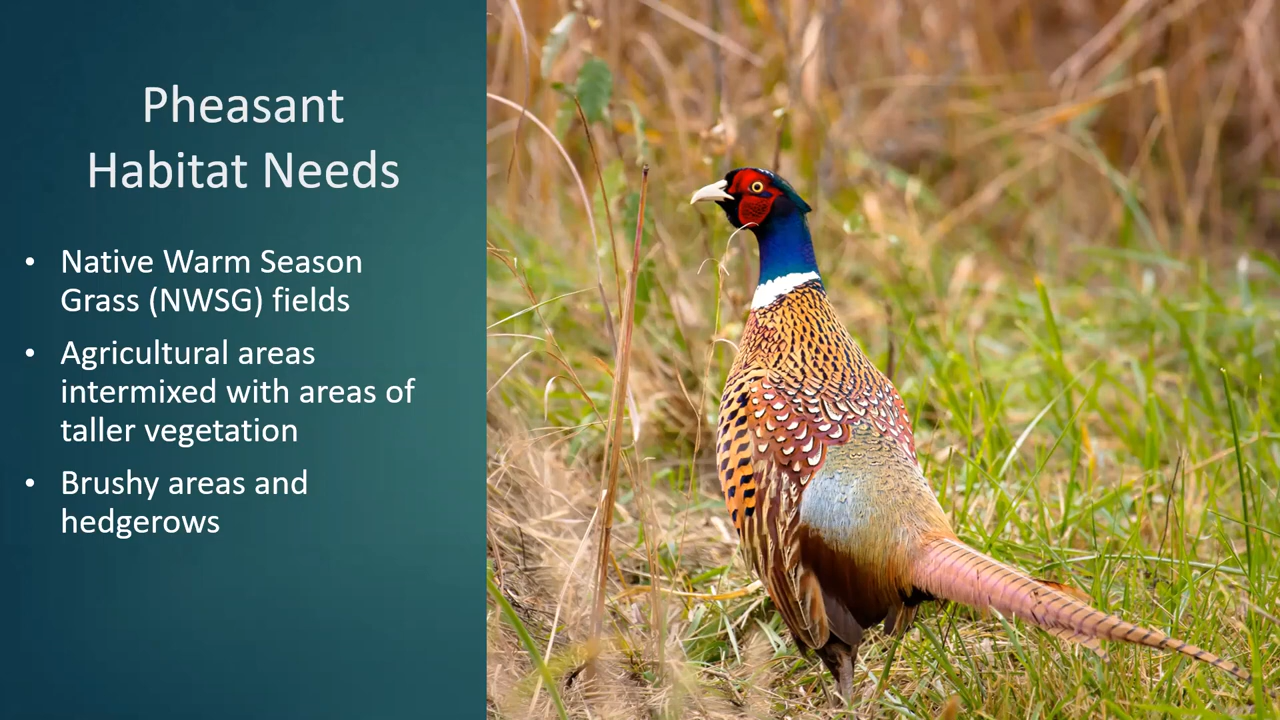 Pheasant
Habitat Needs
• Native Warm Season
Grass (NWSG) fields
• Agricultural areas
intermixed with areas of
taller vegetation
• Brushy areas and
hedgerows